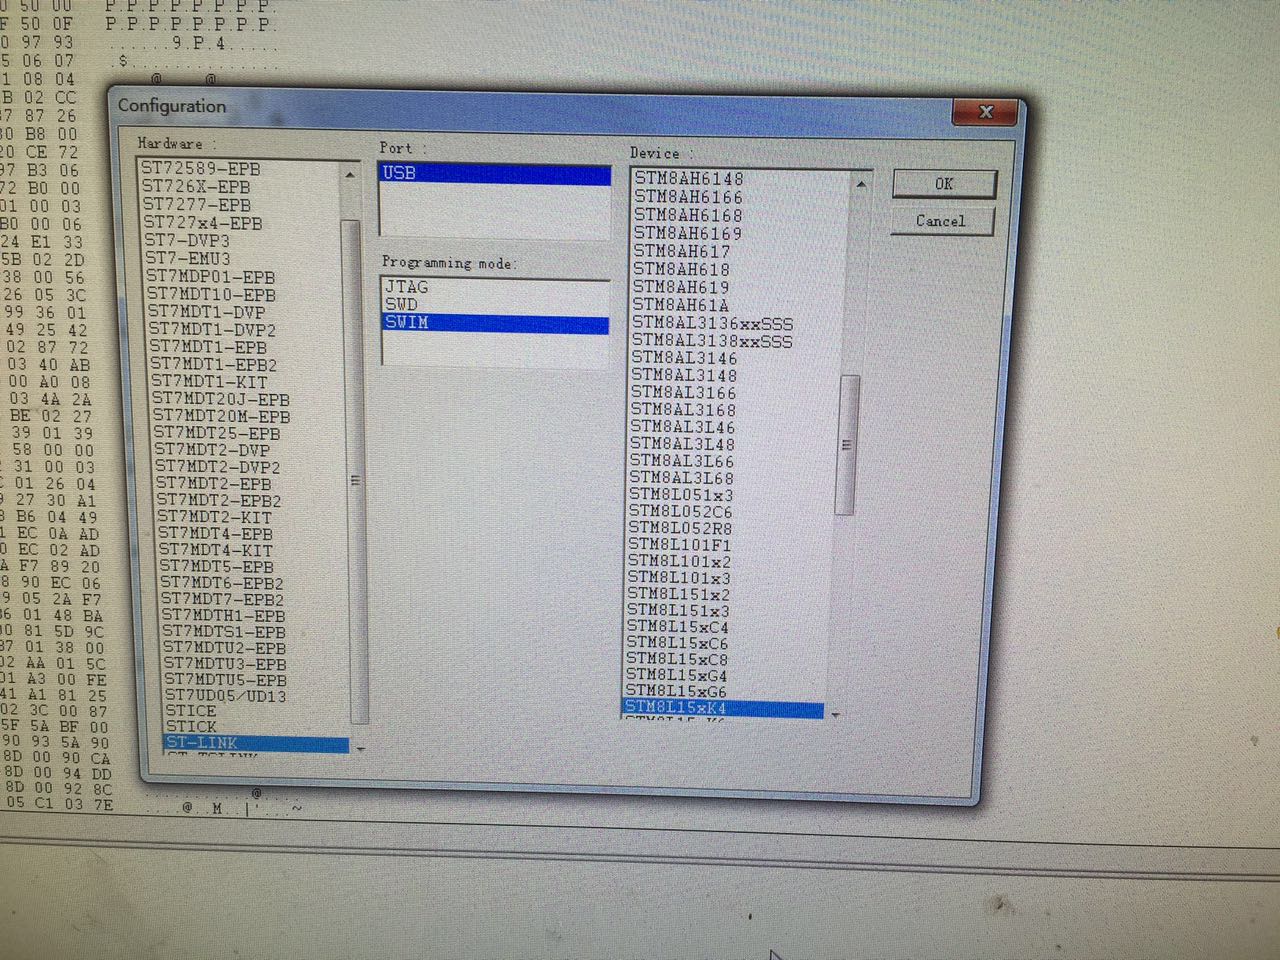 50 00 P.P.P.P.P.P.P.P.
F 50 0F P.P.P.P.P.P.P.P.
0 97 93 ......9.P.4.....
5 06 07 .$..............
1 08 04 @ @
B 02 CC
37 87 26
30 B8 00
20 CE 72
97 B3 06
72 B0 00
01 00 03
B0 00 06
24 E1 33
5B 02 2D
38 00 56
26 05 3C
99 36 01
49 25 42
02 87 72
03 40 AB
00 A0 08
03 4A 2A
BE 02 27
39 01 39
58 00 00
31 00 03
01 26 04
27 30 A1
B6 04 49
EC 0A AD
0 EC 02 AD
A F7 89 20
8 90 EC 06
9 05 2A F7
36 01 48 BA
00 81 5D 9C
87 01 38 00
02 AA 01 5C
01 A3 00 FE
41 A1 81 25
02 3C 00 87
5F 5A BF 00
90 93 5A 90
8D 00 90 CA
8D 00 94 DD
8D 00 92 8C @
05 C1 03 7E ....@..M..|'...~
Configuration
Hardware :
ST72589-EPB
ST726X-EPB
ST7277-EPB
ST727x4-EPB
ST7-DVP3
ST7-EMU3
ST7MDP01-EPB
ST7MDT10-EPB
ST7MDT1-DVP
ST7MDT1-DVP2
ST7MDT1-EPB
ST7MDT1-EPB2
ST7MDT1-KIT
ST7MDT20J-EPB
ST7MDT20M-EPB
ST7MDT25-EPB
ST7MDT2-DVP
ST7MDT2-DVP2
ST7MDT2-EPB
ST7MDT2-EPB2
ST7MDT2-KIT
ST7MDT4-EPB
ST7MDT4-KIT
ST7MDT5-EPB
ST7MDT6-EPB2
ST7MDT7-EPB2
ST7MDTH1-EPB
ST7MDTS1-EPB
ST7MDTU2-EPB
ST7MDTU3-EPB
ST7MDTU5-EPB
ST7UD05/UD13
STICE
STICK
ST-LINK
Port :
USB
Programming mode:
JTAG
SWD
SWIM
Device :
STM8AH6148
STM8AH6166
STM8AH6168
STM8AH6169
STM8AH617
STM8AH618
STM8AH619
STM8AH61A
STM8AL3136xxSSS
STM8AL3138xxSSS
STM8AL3146
STM8AL3148
STM8AL3166
STM8AL3168
STM8AL3L46
STM8AL3L48
STM8AL3L66
STM8AL3L68
STM8L051x3
STM8L052C6
STM8L052R8
STM8L101F1
STM8L101x2
STM8L101x3
STM8L151x2
STM8L151x3
STM8L15xC4
STM8L15xC6
STM8L15xC8
STM8L15xG4
STM8L15xG6
STM8L15xK4
OK
Cancel